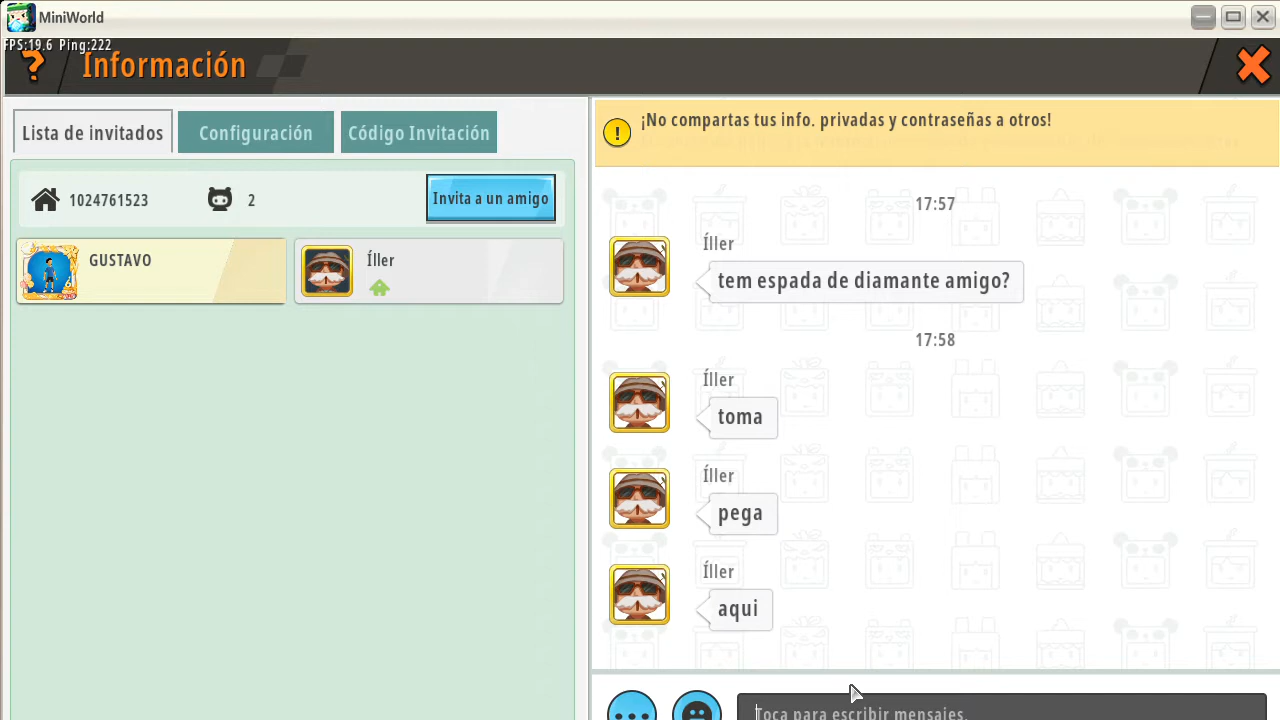 MiniWorld
FPS:19.6 Ping:222
? Información
Lista de invitados
Configuración
Código Invitación
1024761523
2
Invita a un amigo
GUSTAVO
Íller
! ¡No compartas tus info. privadas y contraseñas a otros!
17:57
Íller
tem espada de diamante amigo?
17:58
Íller
toma
Íller
pega
Íller
aqui
Toca para escribir mensajes.